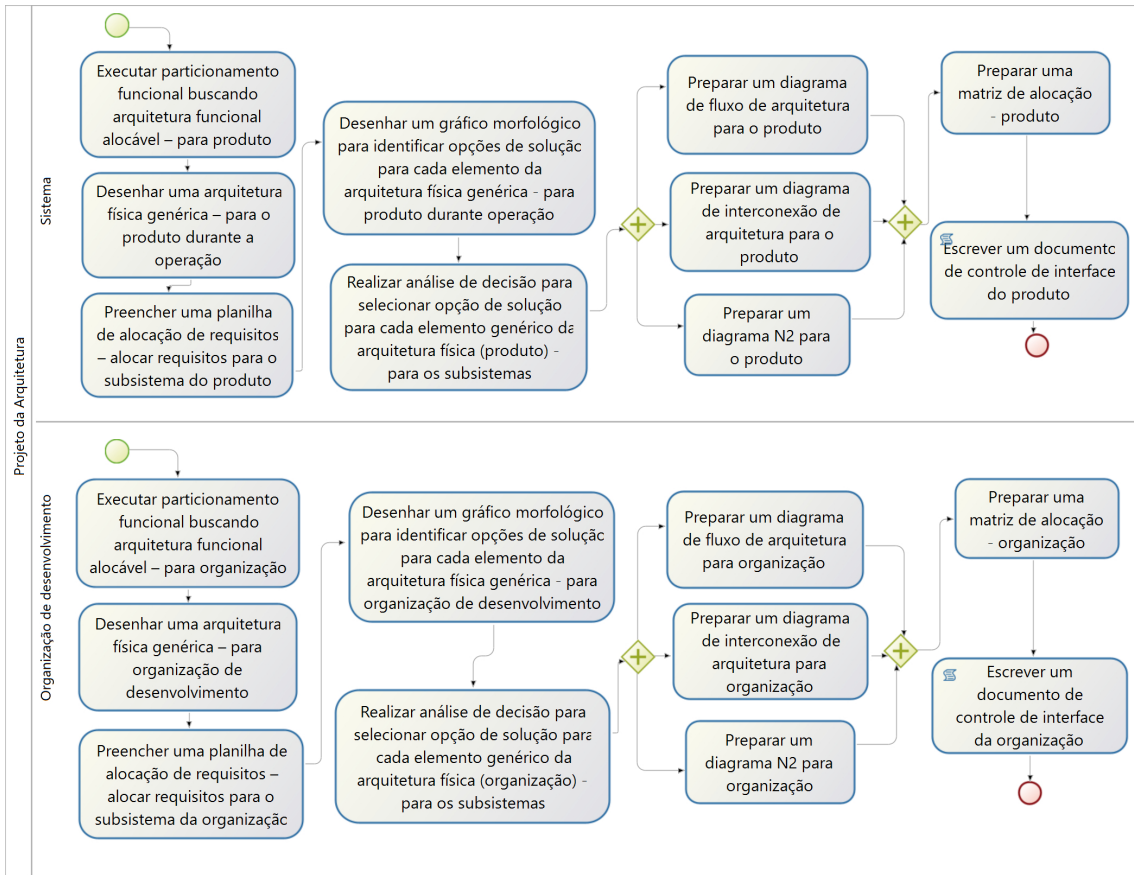 Projeto da Arquitetura
Sistema
Executar particionamento
funcional buscando
arquitetura funcional
alocável – para produto
Desenhar uma arquitetura
física genérica – para o
produto durante a
operação
Preencher uma planilha
de alocação de requisitos
– alocar requisitos para o
subsistema do produto
Desenhar um gráfico morfológico
para identificar opções de solução
para cada elemento da
arquitetura física genérica - para
produto durante operação
Realizar análise de decisão para
selecionar opção de solução
para cada elemento genérico da
arquitetura física (produto) -
para os subsistemas
Preparar um diagrama
de fluxo de arquitetura
para o produto
Preparar um diagrama
de interconexão de
arquitetura para o
produto
Preparar um
diagrama N2 para
o produto
Preparar uma
matriz de alocação
- produto
Escrever um documento
de controle de interface
do produto
Organização de desenvolvimento
Executar particionamento
funcional buscando
arquitetura funcional
alocável – para organização
Desenhar uma arquitetura
física genérica – para
organização de
desenvolvimento
Preencher uma planilha de
alocação de requisitos –
alocar requisitos para o
subsistema da organização
Desenhar um gráfico morfológico
para identificar opções de solução
para cada elemento da
arquitetura física genérica - para
organização de desenvolvimento
Realizar análise de decisão para
selecionar opção de solução para
cada elemento genérico da
arquitetura física (organização) -
para os subsistemas
Preparar um diagrama
de fluxo de arquitetura
para organização
Preparar um diagrama
de interconexão de
arquitetura para
organização
Preparar um
diagrama N2 para
organização
Preparar uma
matriz de alocação
- organização
Escrever um
documento de
controle de interface
da organização